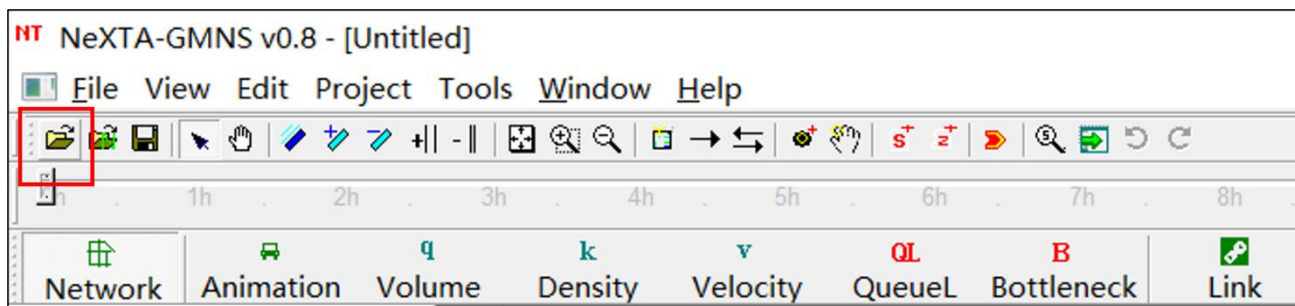 NT NeXTA-GMNS v0.8 - [Untitled]
File View Edit Project Tools Window Help
S+ Z+ S
h 1h 2h 3h 4h 5h 6h 7h 8h
q k v QL B
Network Animation Volume Density Velocity QueueL Bottleneck Link